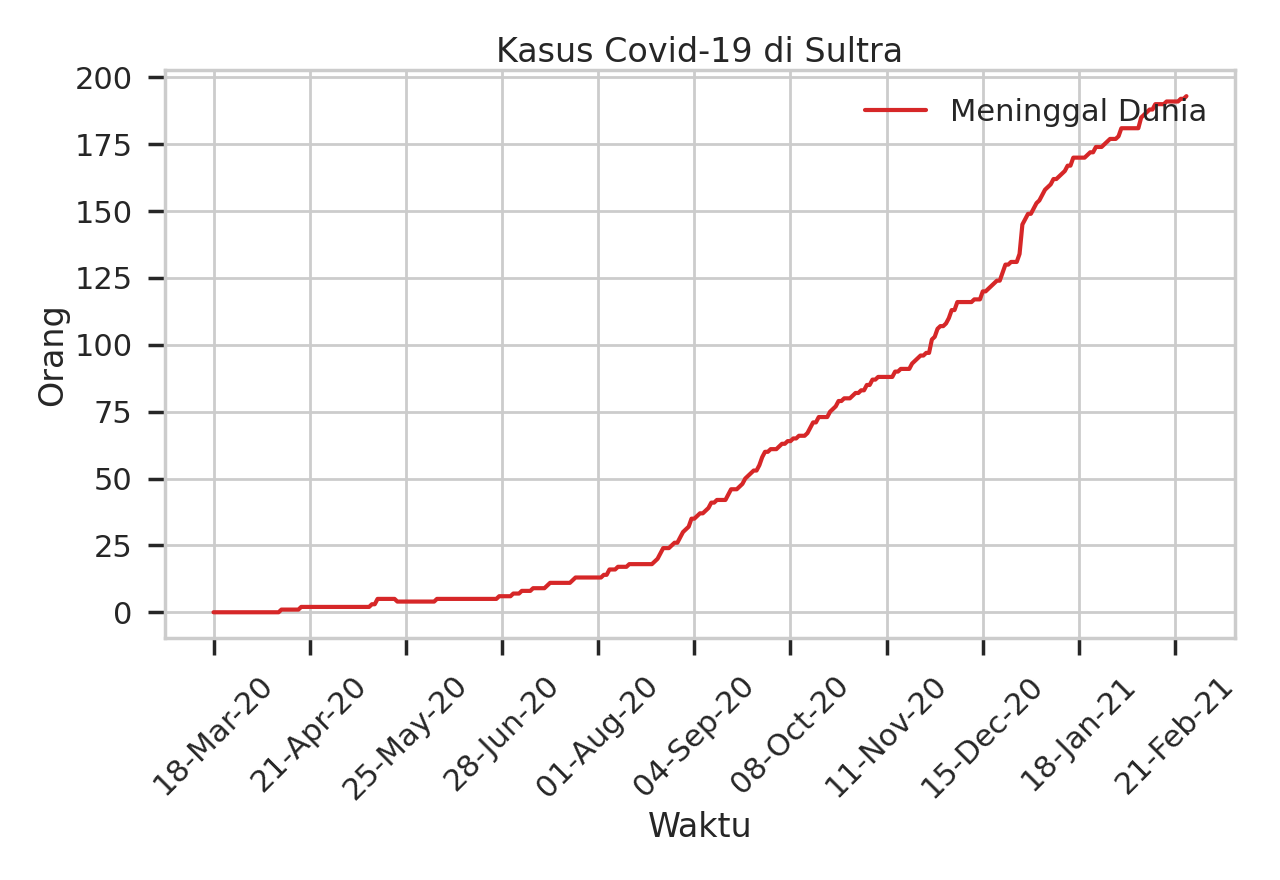 Kasus Covid-19 di Sultra
Meninggal Dunia
Orang
200
175
150
125
100
75
50
25
0
18-Mar-20
21-Apr-20
25-May-20
28-Jun-20
01-Aug-20
04-Sep-20
08-Oct-20
11-Nov-20
15-Dec-20
18-Jan-21
21-Feb-21
Waktu